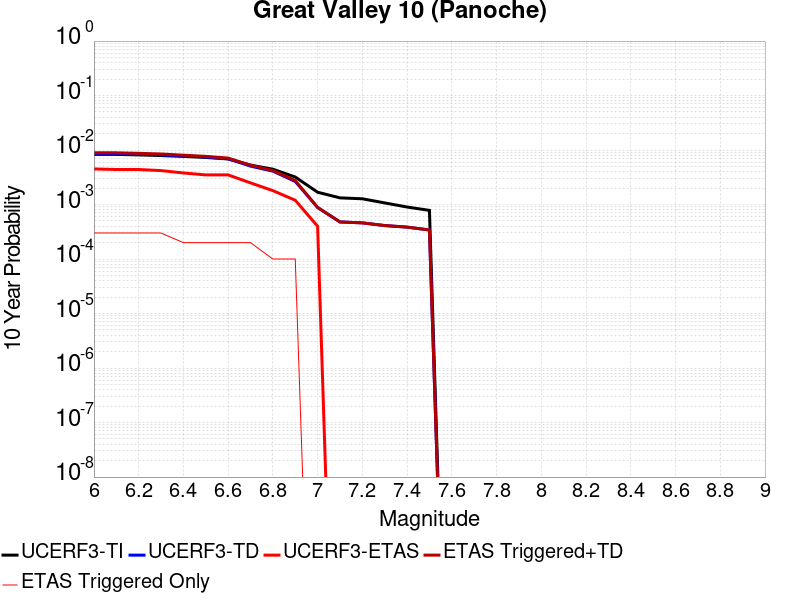 Great Valley 10 (Panoche)
10^0
10^-1
10^-2
10^-3
10^-4
10^-5
10^-6
10^-7
10^-8
10 Year Probability
6 6.2 6.4 6.6 6.8 7 7.2 7.4 7.6 7.8 8 8.2 8.4 8.6 8.8 9
Magnitude
UCERF3-TI UCERF3-TD UCERF3-ETAS ETAS Triggered+TD
ETAS Triggered Only